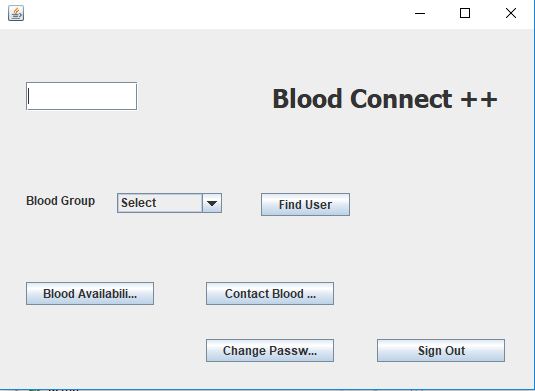 Blood Connect ++
Blood Group
Select
Find User
Blood Availabili...
Contact Blood ...
Change Passw...
Sign Out